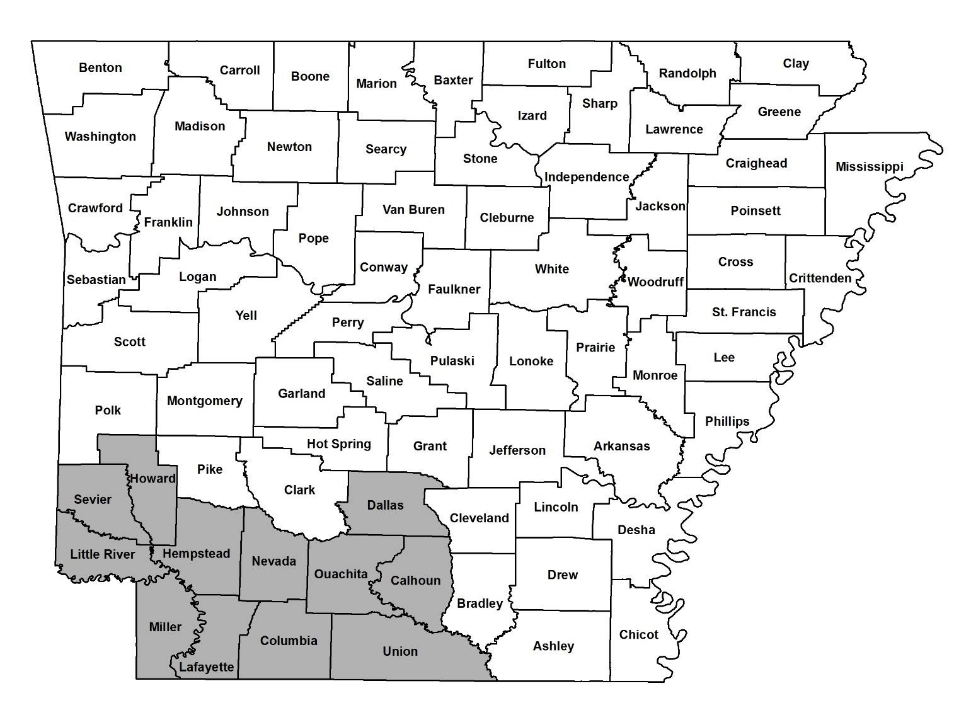 Benton
Carroll
Boone
Marion
Baxter
Fulton
Randolph
Clay
Washington
Madison
Newton
Searcy
Stone
Izard
Sharp
Lawrence
Greene
Craighead
Mississippi
Crawford
Franklin
Johnson
Pope
Van Buren
Cleburne
Independence
Jackson
Poinsett
Sebastian
Logan
Conway
Faulkner
White
Woodruff
Cross
Crittenden
Scott
Yell
Perry
Pulaski
Lonoke
Prairie
Monroe
St. Francis
Lee
Polk
Montgomery
Garland
Saline
Hot Spring
Grant
Jefferson
Arkansas
Phillips
Sevier
Howard
Pike
Clark
Dallas
Cleveland
Lincoln
Desha
Little River
Hempstead
Nevada
Ouachita
Calhoun
Bradley
Drew
Miller
Lafayette
Columbia
Union
Ashley
Chicot